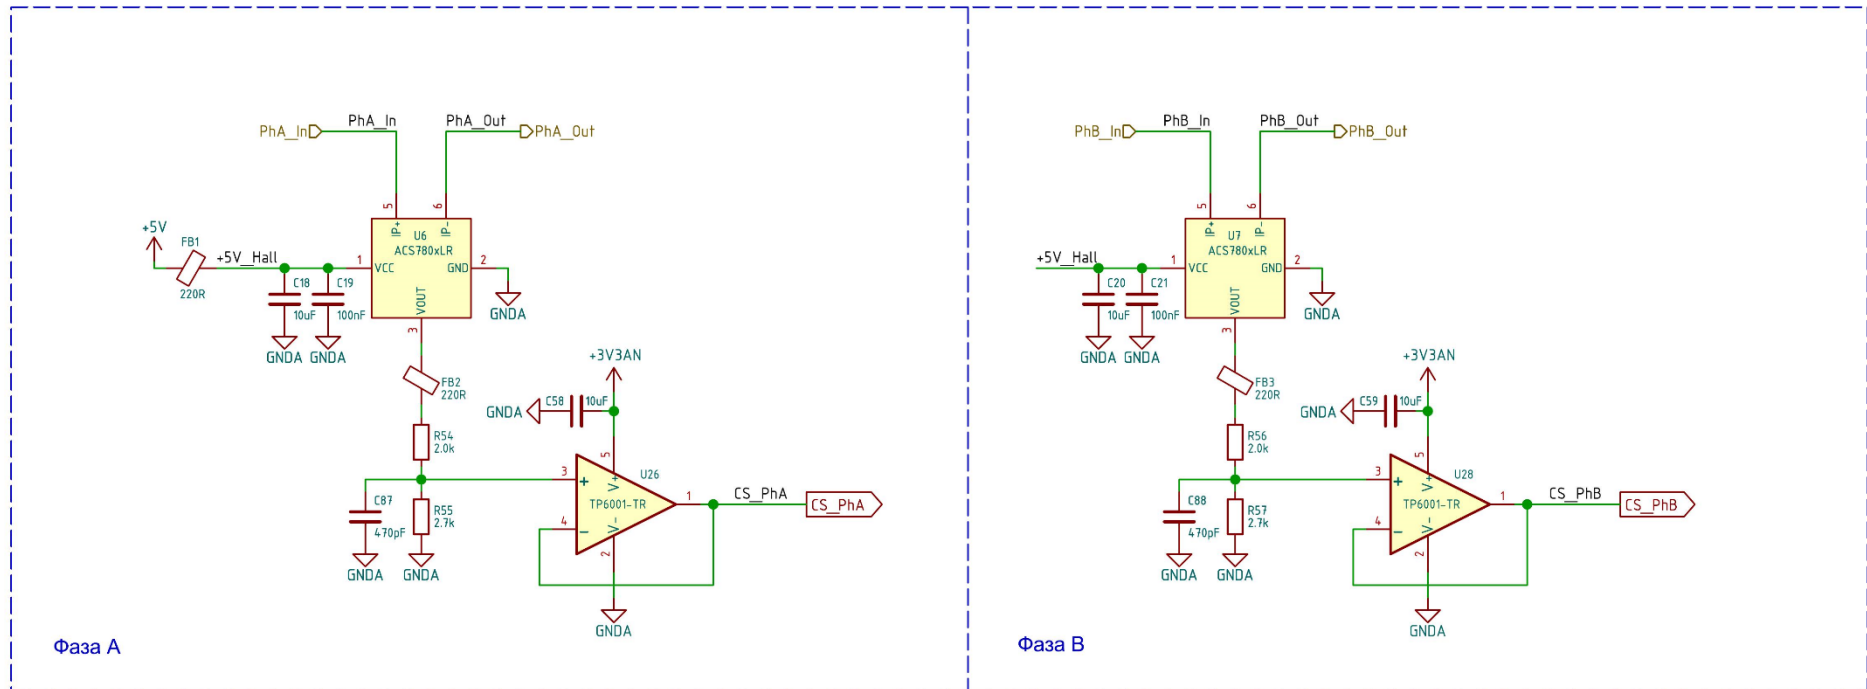 PhA_In
PhA_In
PhA_Out
PhA_Out
5
6
IP+
IP-
U6
ACS780xLR
+5V
FB1
220R
+5V_Hall
1
VCC
GND
2
VOUT
3
C18
10uF
C19
100nF
GNDA
GNDA
GNDA
FB2
220R
+3V3AN
GNDA
C58
10uF
R54
2.0k
5
U26
3
+
V+
TP6001-TR
1
CS_PhA
CS_PhA
4
-
V-
2
C87
470pF
R55
2.7k
GNDA
GNDA
GNDA
Фаза A
PhB_In
PhB_In
PhB_Out
PhB_Out
5
6
IP+
IP-
U7
ACS780xLR
+5V_Hall
1
VCC
GND
2
VOUT
3
C20
10uF
C21
100nF
GNDA
GNDA
GNDA
FB3
220R
+3V3AN
GNDA
C59
10uF
R56
2.0k
5
U28
3
+
V+
TP6001-TR
1
CS_PhB
CS_PhB
4
-
V-
2
C88
470pF
R57
2.7k
GNDA
GNDA
GNDA
Фаза B